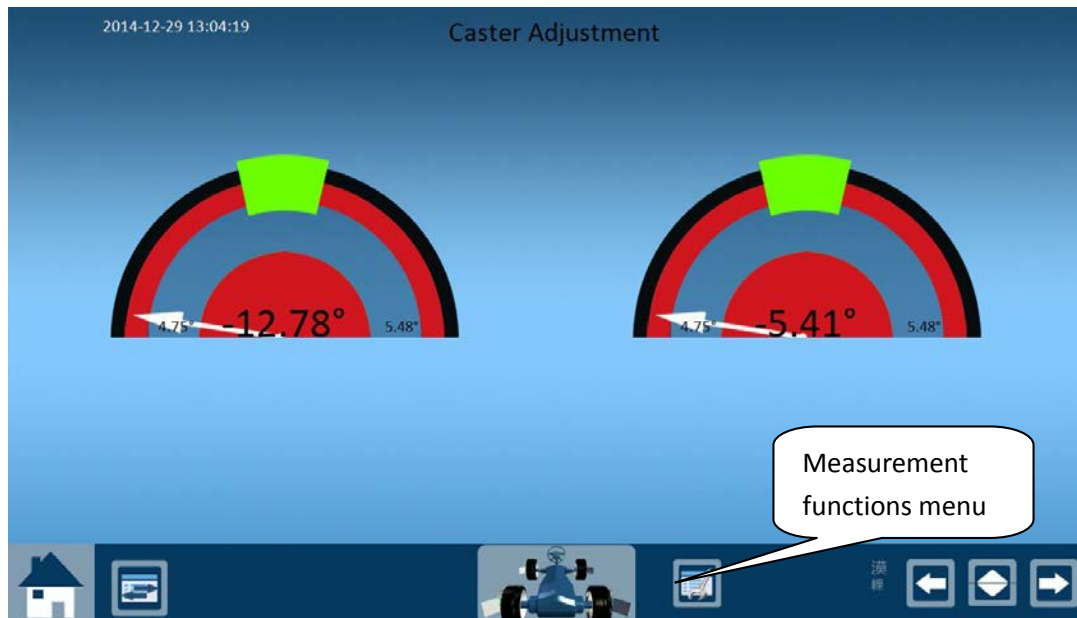 2014-12-29 13:04:19
Caster Adjustment
4.75° -12.78° 5.48°
4.75° -5.41° 5.48°
Measurement
functions menu
漢